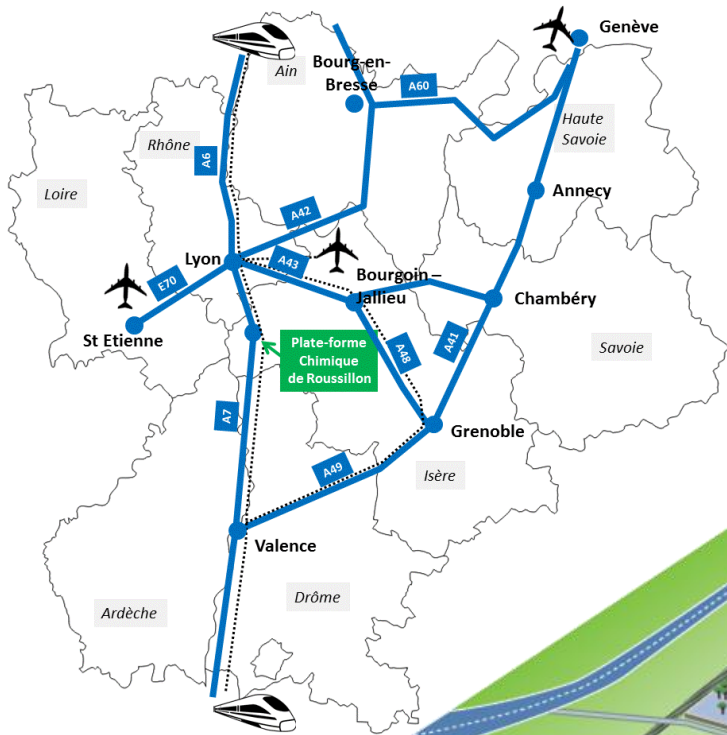 Genève
Ain
Bourg-en-
Bresse
A60
Haute
Savoie
Rhône
A6
Loire
Annecy
A42
Lyon
A43
E70
Bourgoin –
Jallieu
Chambéry
St Etienne
Plate-forme
Chimique
de Roussillon
A48
A41
Savoie
A7
Grenoble
A49
Isère
Valence
Ardèche
Drôme